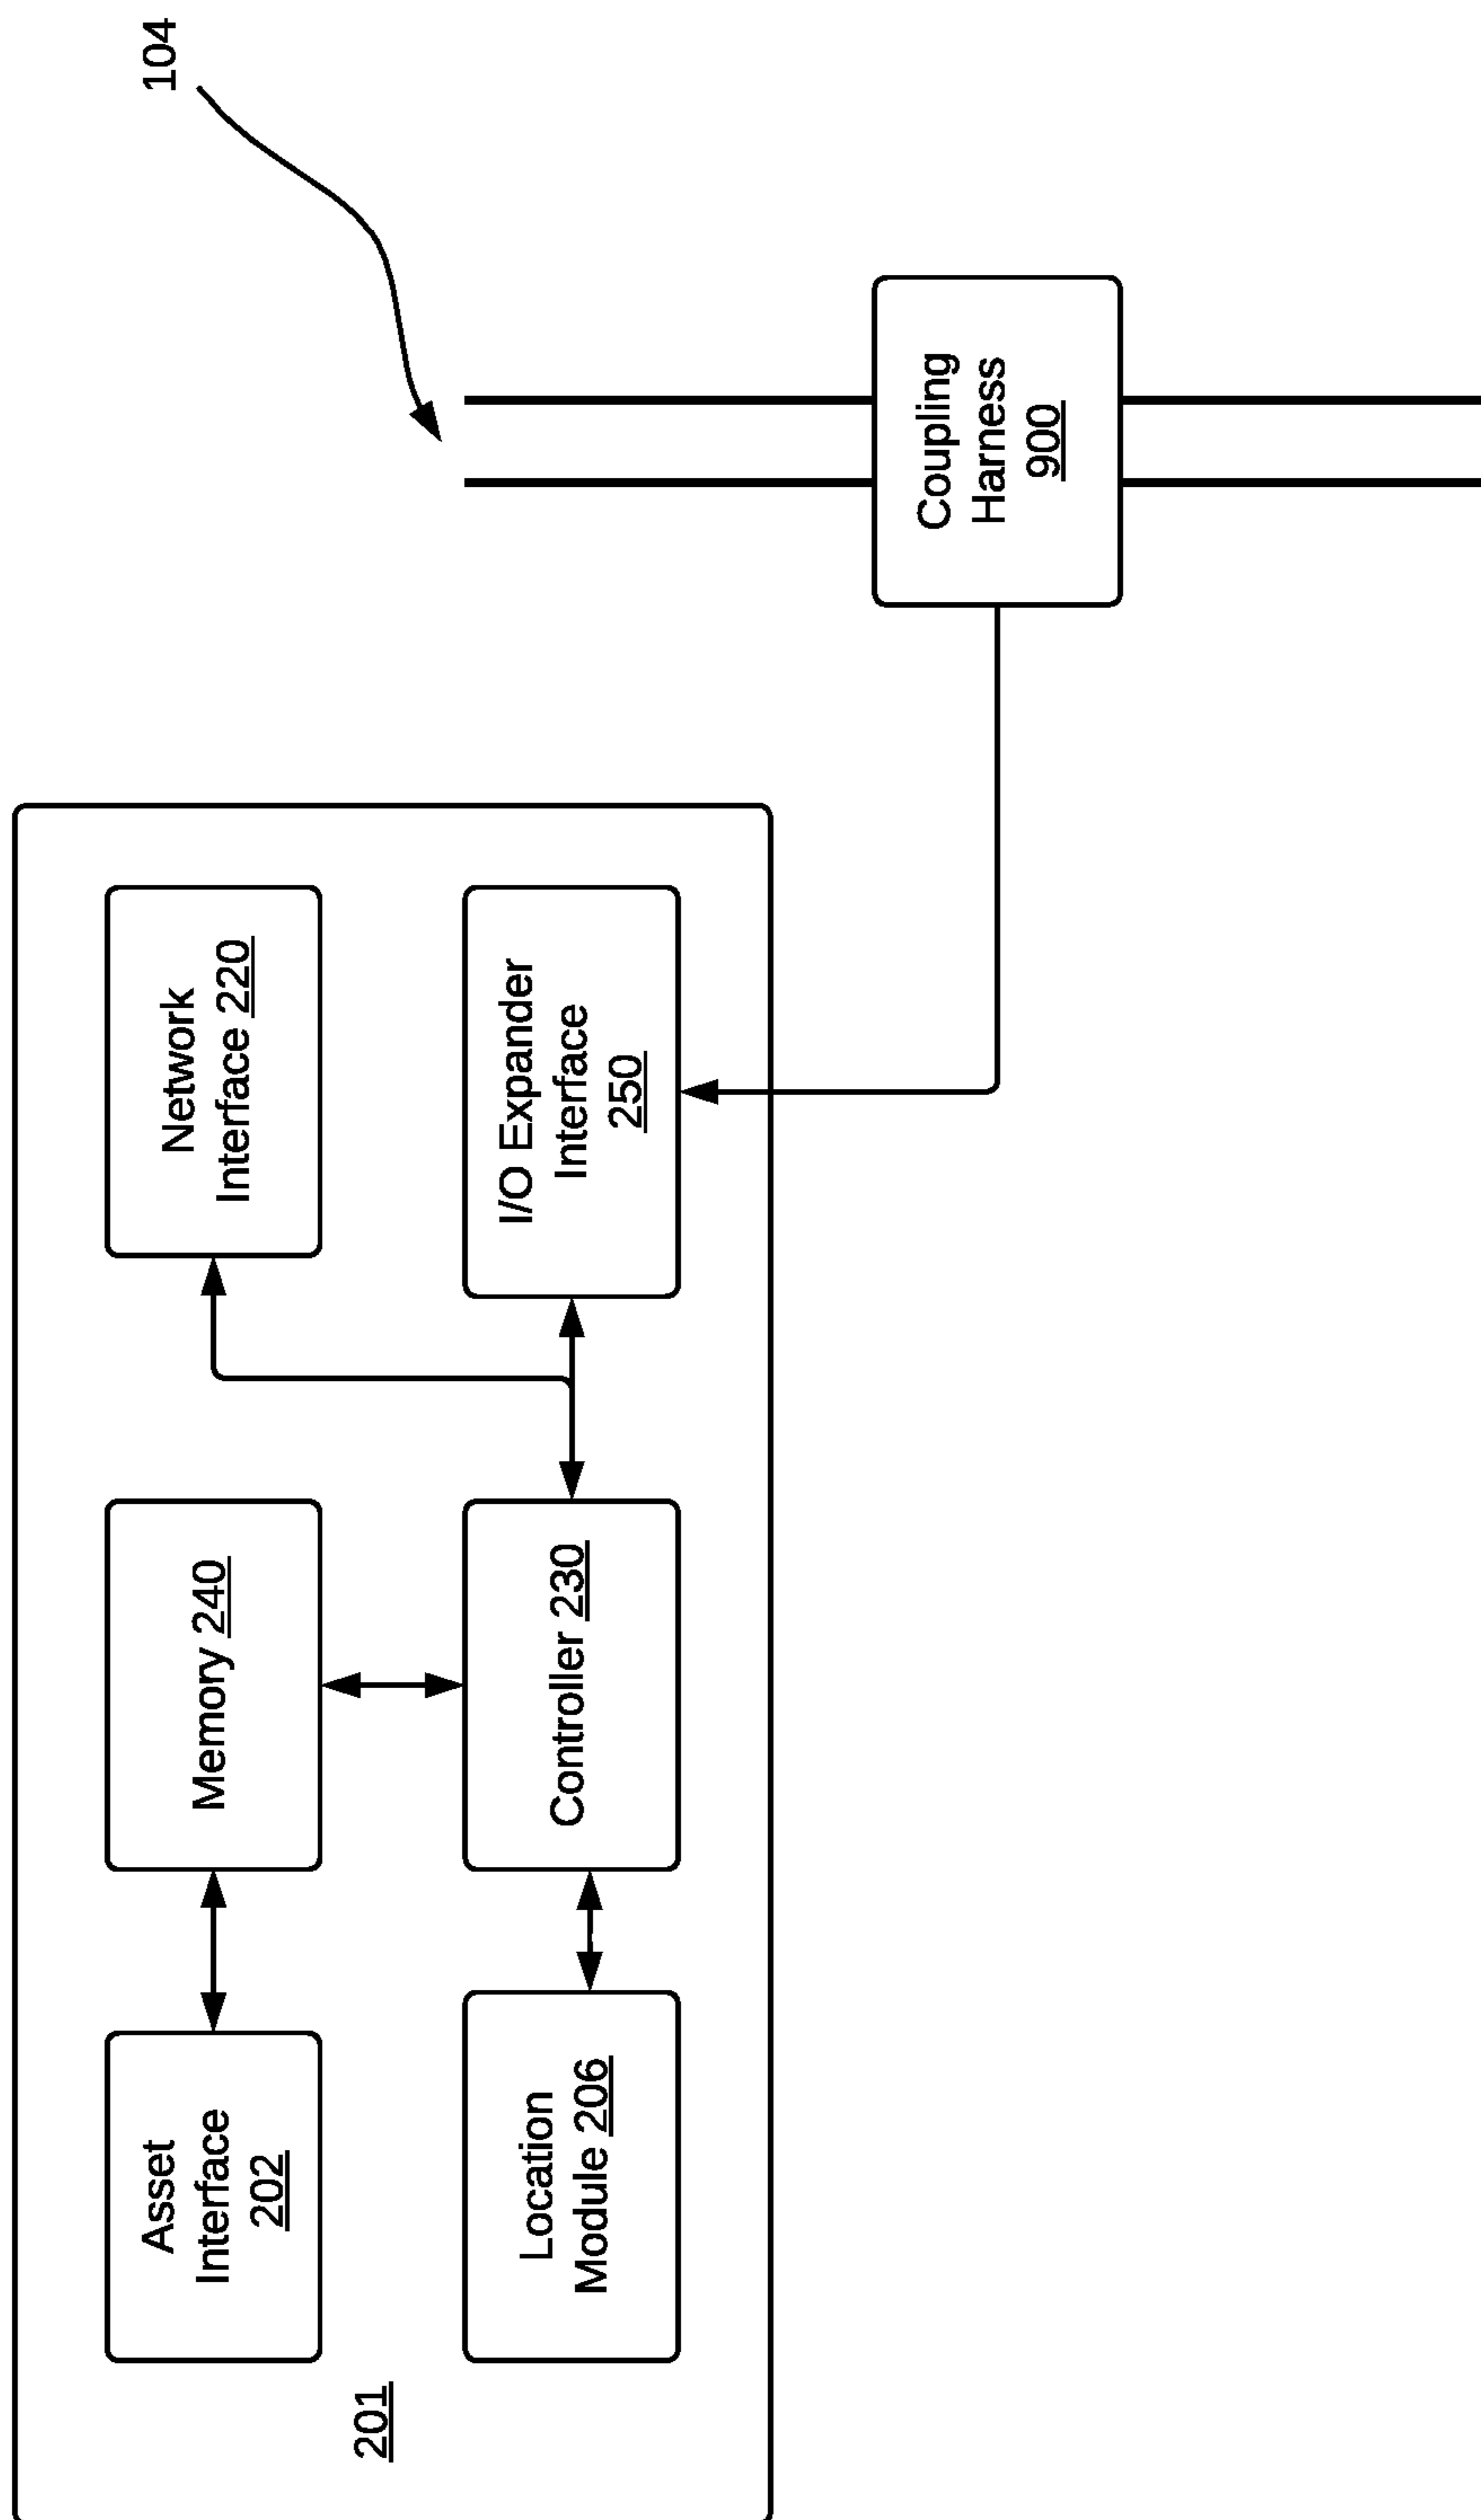 201
Asset
Interface
202
Memory 240
Network
Interface 220
Location
Module 206
Controller 230
I/O Expander
Interface
250
Coupling
Harness
900
104